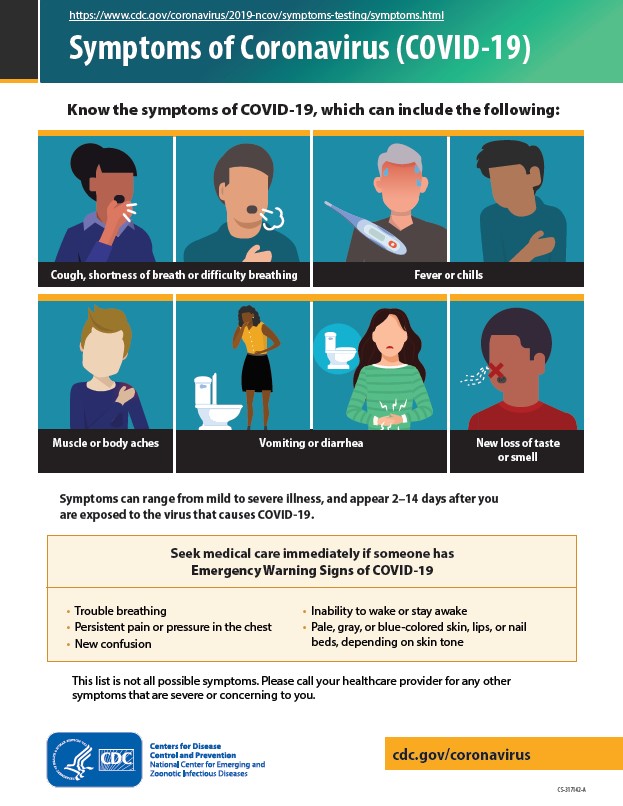 https://www.cdc.gov/coronavirus/2019-ncov/symptoms-testing/symptoms.html
Symptoms of Coronavirus (COVID-19)
Know the symptoms of COVID-19, which can include the following:
Cough, shortness of breath or difficulty breathing
Fever or chills
Muscle or body aches
Vomiting or diarrhea
New loss of taste
or smell
Symptoms can range from mild to severe illness, and appear 2–14 days after you
are exposed to the virus that causes COVID-19.
Seek medical care immediately if someone has
Emergency Warning Signs of COVID-19
• Trouble breathing
• Persistent pain or pressure in the chest
• New confusion
• Inability to wake or stay awake
• Pale, gray, or blue-colored skin, lips, or nail
beds, depending on skin tone
This list is not all possible symptoms. Please call your healthcare provider for any other
symptoms that are severe or concerning to you.
CDC
Centers for Disease
Control and Prevention
National Center for Emerging and
Zoonotic Infectious Diseases
cdc.gov/coronavirus
CS-317142-A